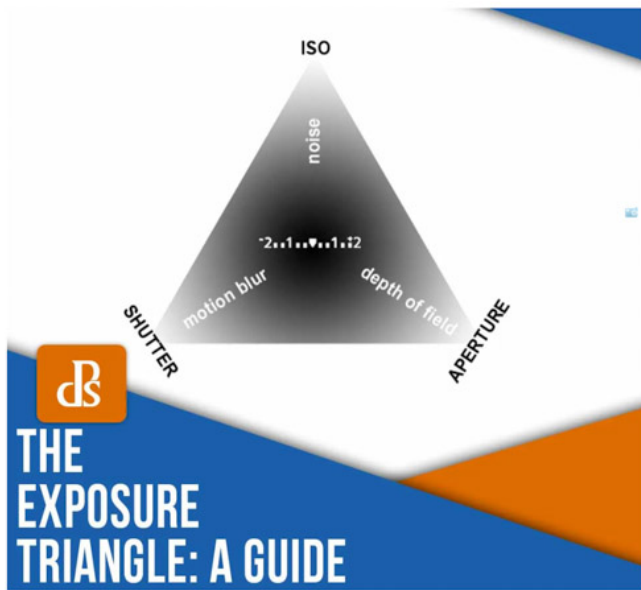 ISO
noise
-2..1..▼..1..+2
motion blur
depth of field
SHUTTER
APERTURE
dPs
THE
EXPOSURE
TRIANGLE: A GUIDE